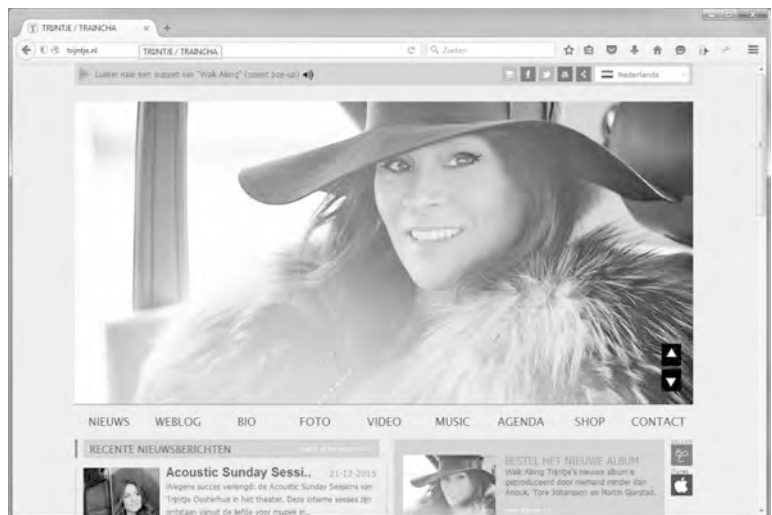 TRIJNTJE / TRAINCHA
trijntje.nl
TRIJNTJE / TRAINCHA
Zoeken
Luister naar een snippet van "Walk Along" (opent pop-up)
Nederlands
NIEUWS WEBLOG BIO FOTO VIDEO MUSIC AGENDA SHOP CONTACT
RECENTE NIEUWSBERICHTEN
Acoustic Sunday Sessi.. 21-12-2015
Wegens succes verlengd: de Acoustic Sunday Sessions van
Trijntje Oosterhuis in het theater. Deze intieme sessies zijn
ontstaan vanuit de liefde voor muziek e...
BESTEL HET NIEUWE ALBUM
Walk Along Trijntje's nieuwe album is
geproduceerd door niemand minder dan
Anouk, Tore Johansson en Martin Gjerstad.
iTunes